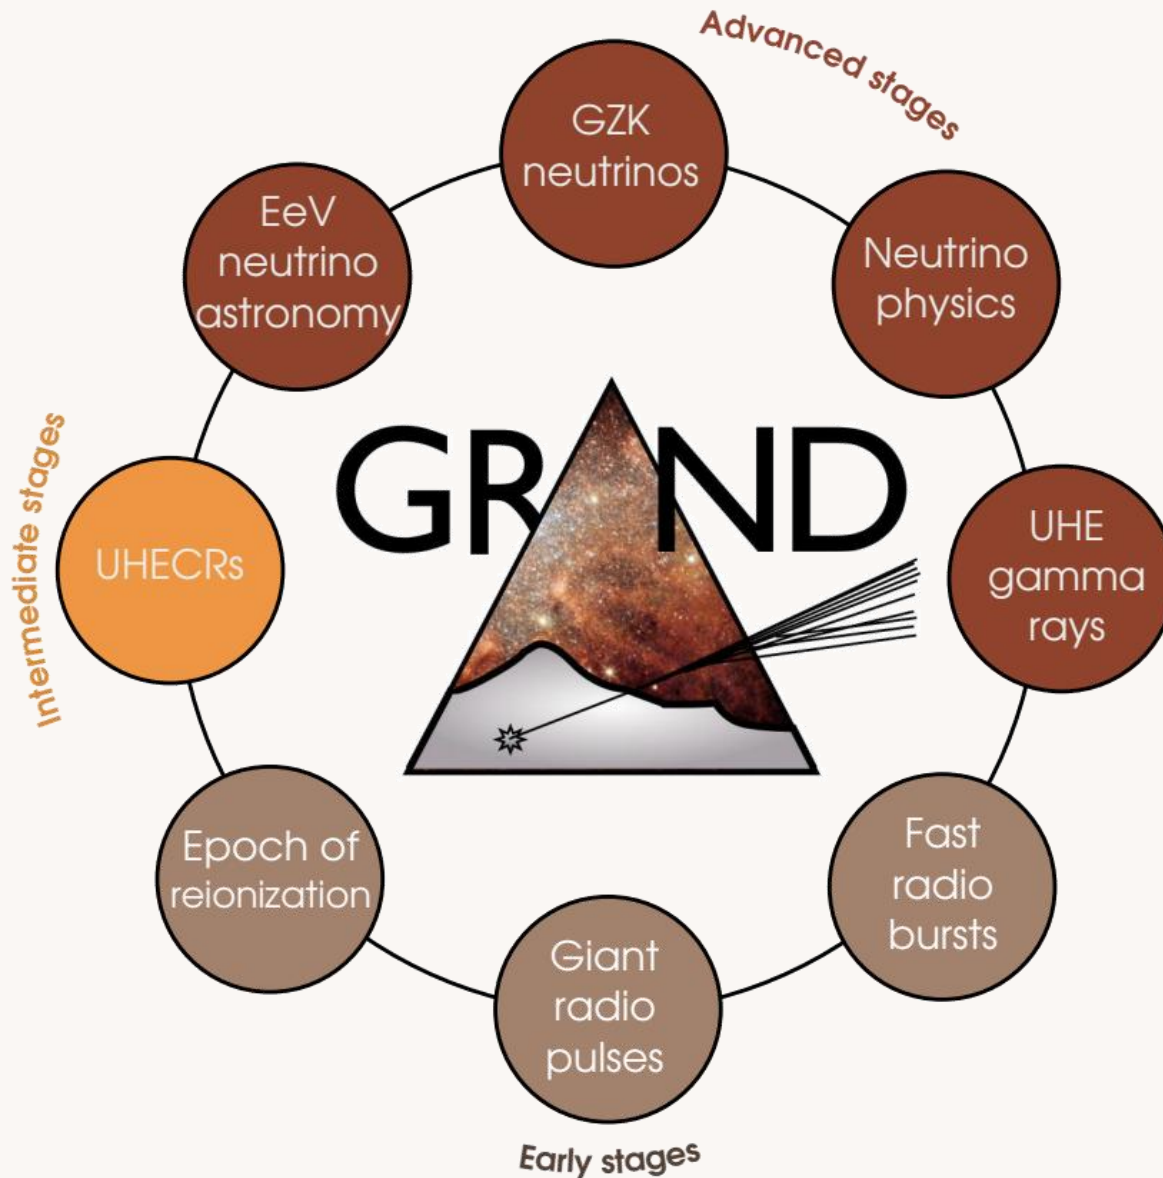 Advanced stages
GZK
neutrinos
EeV
neutrino
astronomy
Neutrino
physics
Intermediate stages
UHECRs
GRAND
UHE
gamma
rays
Epoch of
reionization
Fast
radio
bursts
Giant
radio
pulses
Early stages